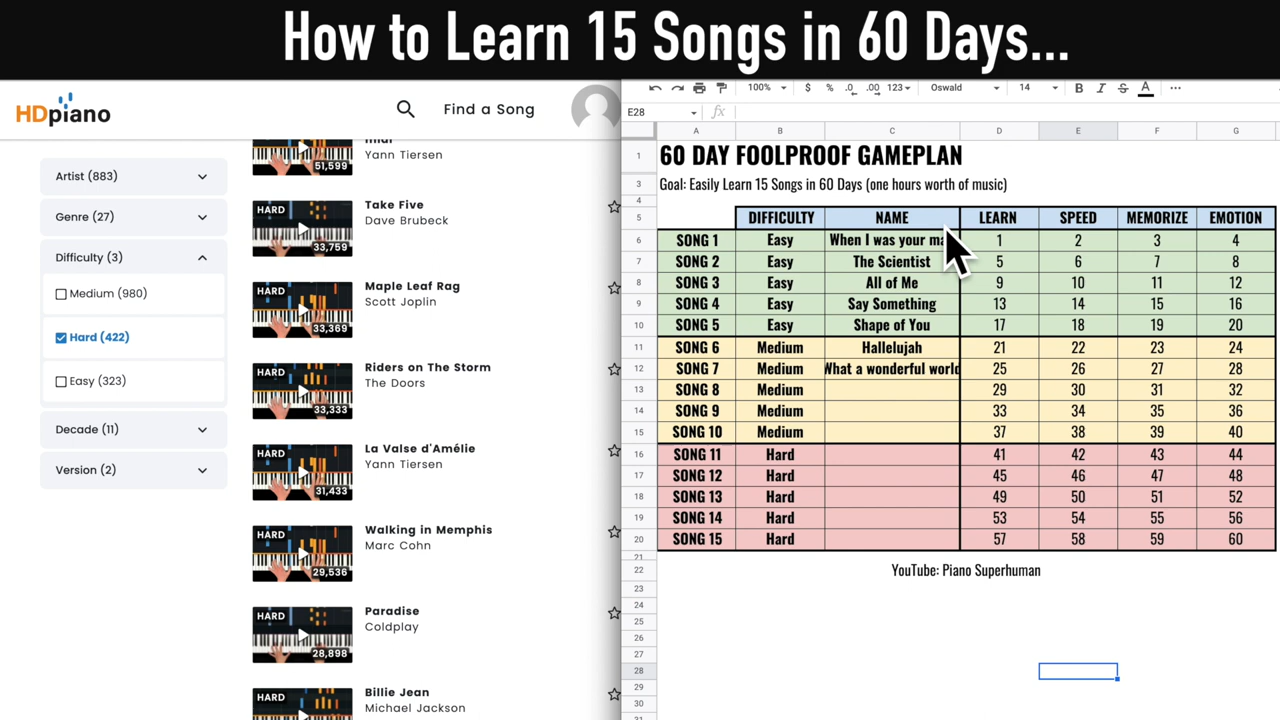 How to Learn 15 Songs in 60 Days...
HDpiano
Find a Song
Artist (883)
Genre (27)
Difficulty (3)
Medium (980)
Hard (422)
Easy (323)
Decade (11)
Version (2)
Yann Tiersen
51,599
HARD
Take Five
Dave Brubeck
33,759
HARD
Maple Leaf Rag
Scott Joplin
33,369
HARD
Riders on The Storm
The Doors
33,333
HARD
La Valse d'Amélie
Yann Tiersen
31,433
HARD
Walking in Memphis
Marc Cohn
29,536
HARD
Paradise
Coldplay
28,898
HARD
Billie Jean
Michael Jackson
100% $ % .0 .00 123 Oswald 14 B I S A ...
E28 fx
A B C D E F G
1 60 DAY FOOLPROOF GAMEPLAN
3 Goal: Easily Learn 15 Songs in 60 Days (one hours worth of music)
4
5 DIFFICULTY NAME LEARN SPEED MEMORIZE EMOTION
6 SONG 1 Easy When I was your ma 1 2 3 4
7 SONG 2 Easy The Scientist 5 6 7 8
8 SONG 3 Easy All of Me 9 10 11 12
9 SONG 4 Easy Say Something 13 14 15 16
10 SONG 5 Easy Shape of You 17 18 19 20
11 SONG 6 Medium Hallelujah 21 22 23 24
12 SONG 7 Medium What a wonderful world 25 26 27 28
13 SONG 8 Medium 29 30 31 32
14 SONG 9 Medium 33 34 35 36
15 SONG 10 Medium 37 38 39 40
16 SONG 11 Hard 41 42 43 44
17 SONG 12 Hard 45 46 47 48
18 SONG 13 Hard 49 50 51 52
19 SONG 14 Hard 53 54 55 56
20 SONG 15 Hard 57 58 59 60
21
22 YouTube: Piano Superhuman
23
24
25
26
27
28
29
30
31